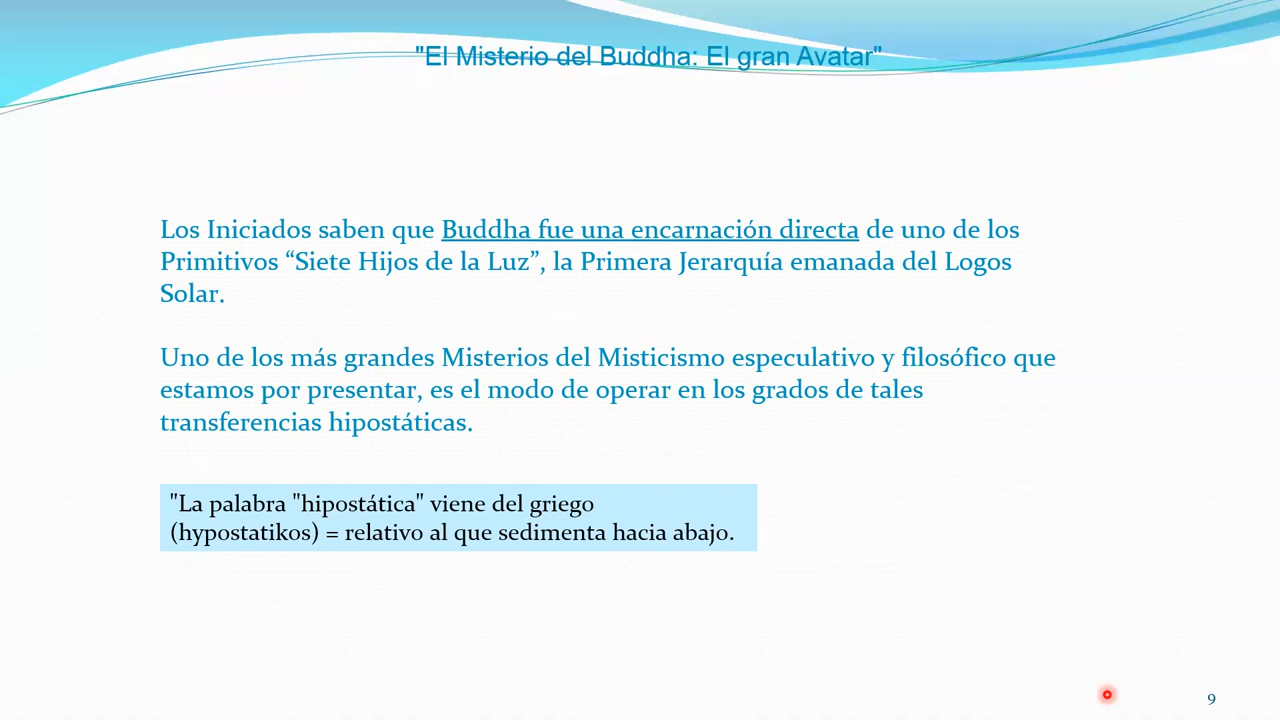 "El Misterio del Buddha: El gran Avatar"
Los Iniciados saben que Buddha fue una encarnación directa de uno de los
Primitivos “Siete Hijos de la Luz”, la Primera Jerarquía emanada del Logos
Solar.
Uno de los más grandes Misterios del Misticismo especulativo y filosófico que
estamos por presentar, es el modo de operar en los grados de tales
transferencias hipostáticas.
"La palabra "hipostática" viene del griego
(hypostatikos) = relativo al que sedimenta hacia abajo.
9